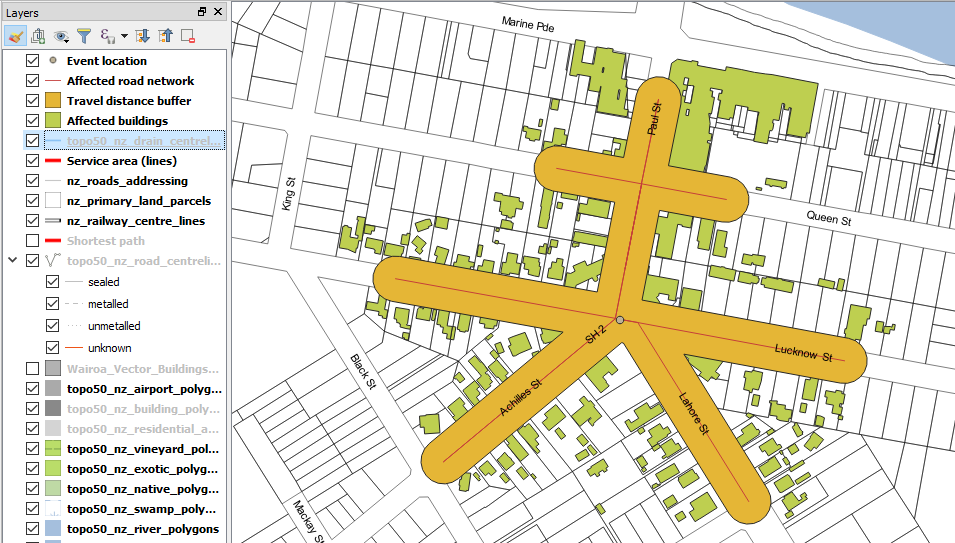 Layers
Event location
Affected road network
Travel distance buffer
Affected buildings
topo50_nz_drain_centrel...
Service area (lines)
nz_roads_addressing
nz_primary_land_parcels
nz_railway_centre_lines
Shortest path
topo50_nz_road_centreli...
sealed
metalled
unmetalled
unknown
Wairoa_Vector_Buildings...
topo50_nz_airport_polyg...
topo50_nz_building_poly...
topo50_nz_residential_a...
topo50_nz_vineyard_pol...
topo50_nz_exotic_polyg...
topo50_nz_native_polyg...
topo50_nz_swamp_poly...
topo50_nz_river_polygons
Marine Pde
Paul St
King St
Queen St
SH 2
Lucknow St
Black St
Achilles St
Lahore St
Mackay St